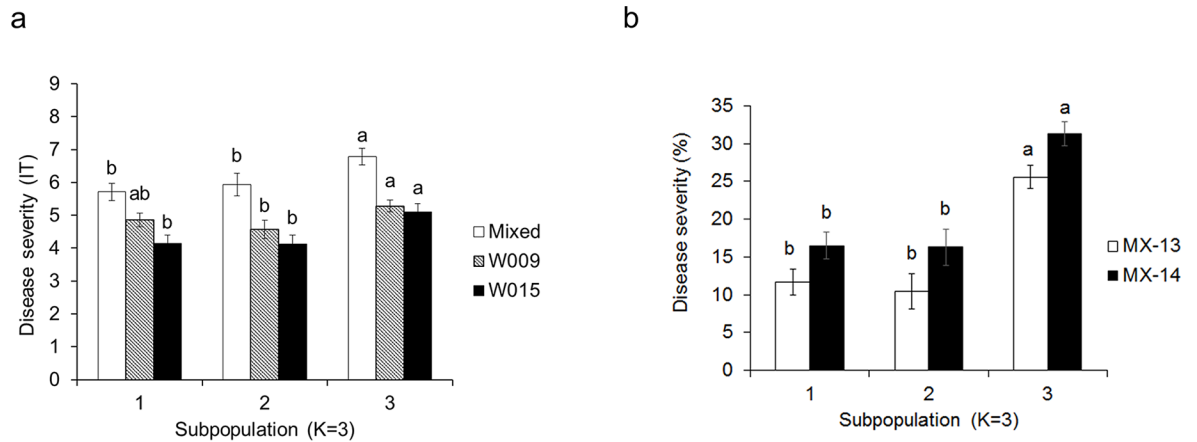 a
9
8
7
6
5
4
3
2
1
0
Disease severity (IT)
b
ab
b
b
b
b
a
a
a
1 2 3
Subpopulation (K=3)
Mixed
W009
W015
b
35
30
25
20
15
10
5
0
Disease severity (%)
b
b
b
b
a
a
1 2 3
Subpopulation (K=3)
MX-13
MX-14